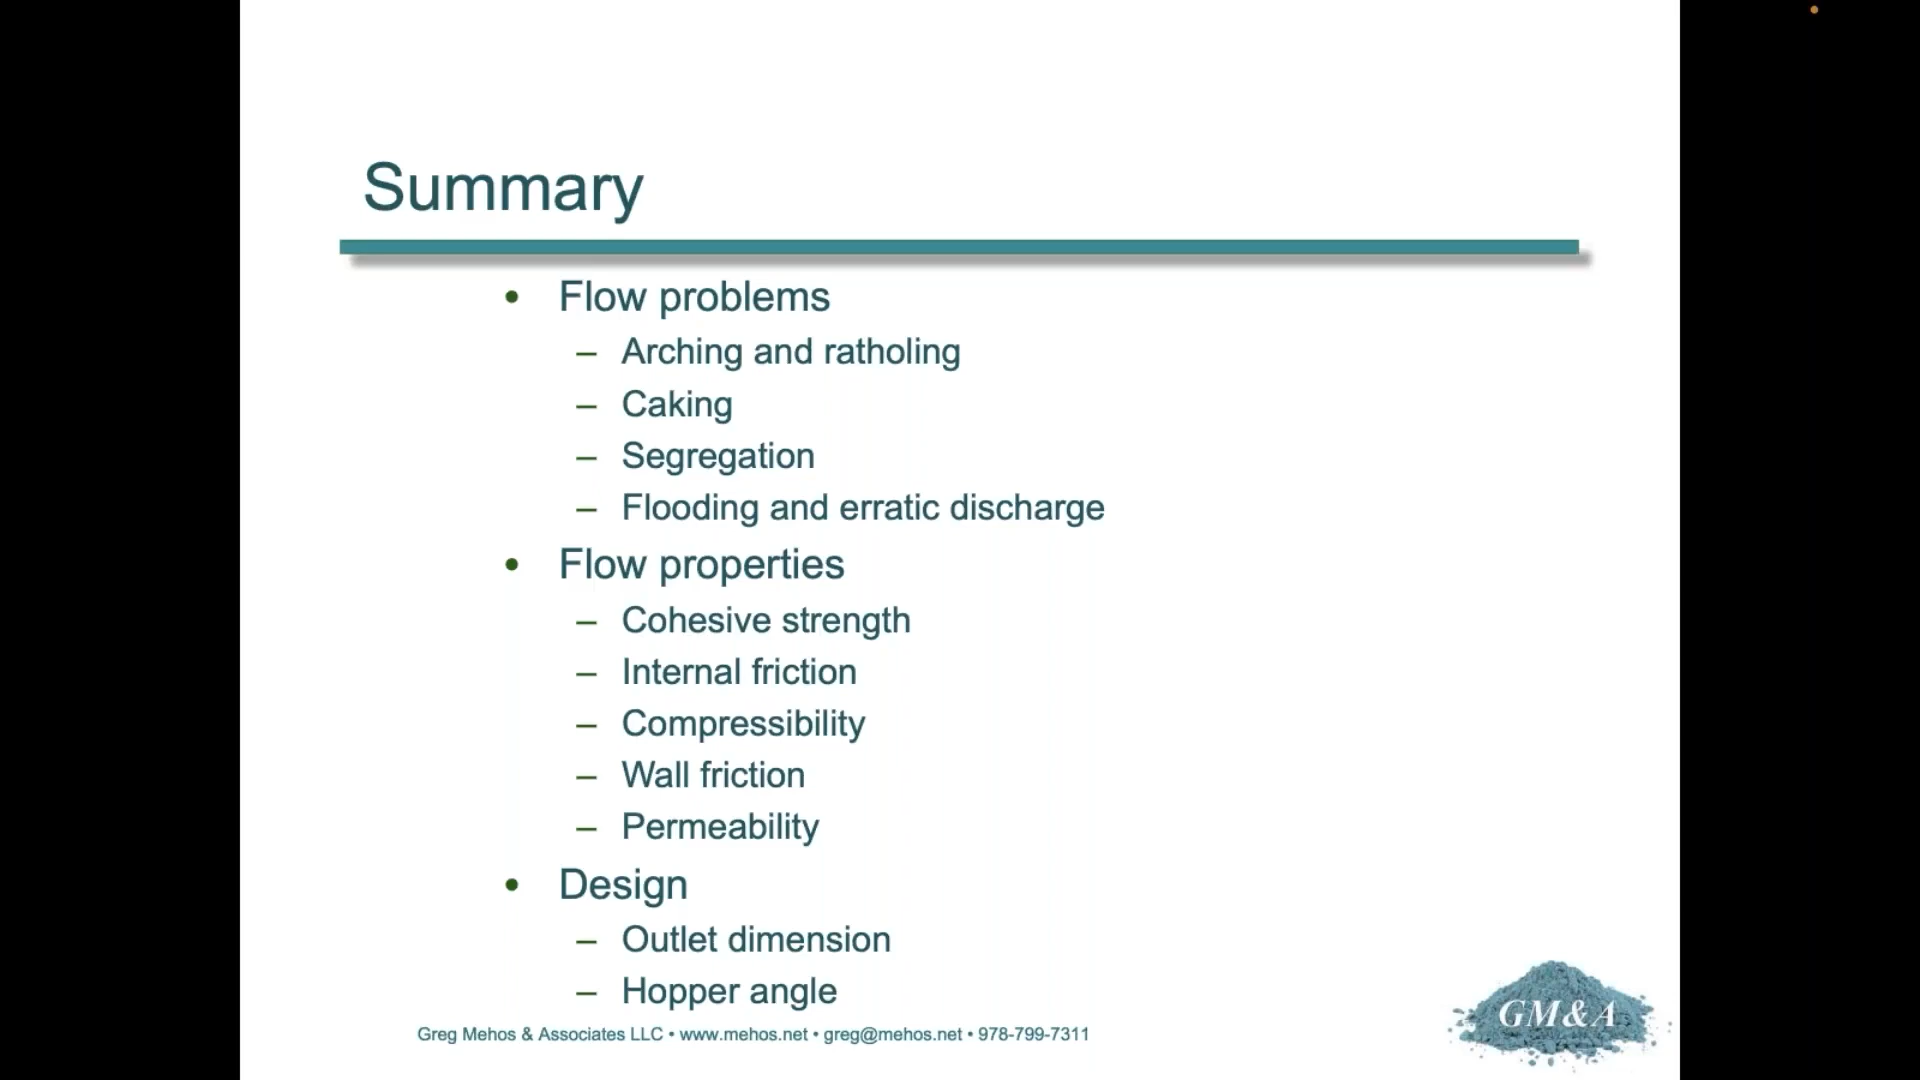 Summary
• Flow problems
– Arching and ratholing
– Caking
– Segregation
– Flooding and erratic discharge
• Flow properties
– Cohesive strength
– Internal friction
– Compressibility
– Wall friction
– Permeability
• Design
– Outlet dimension
– Hopper angle
Greg Mehos & Associates LLC • www.mehos.net • greg@mehos.net • 978-799-7311
GM&A